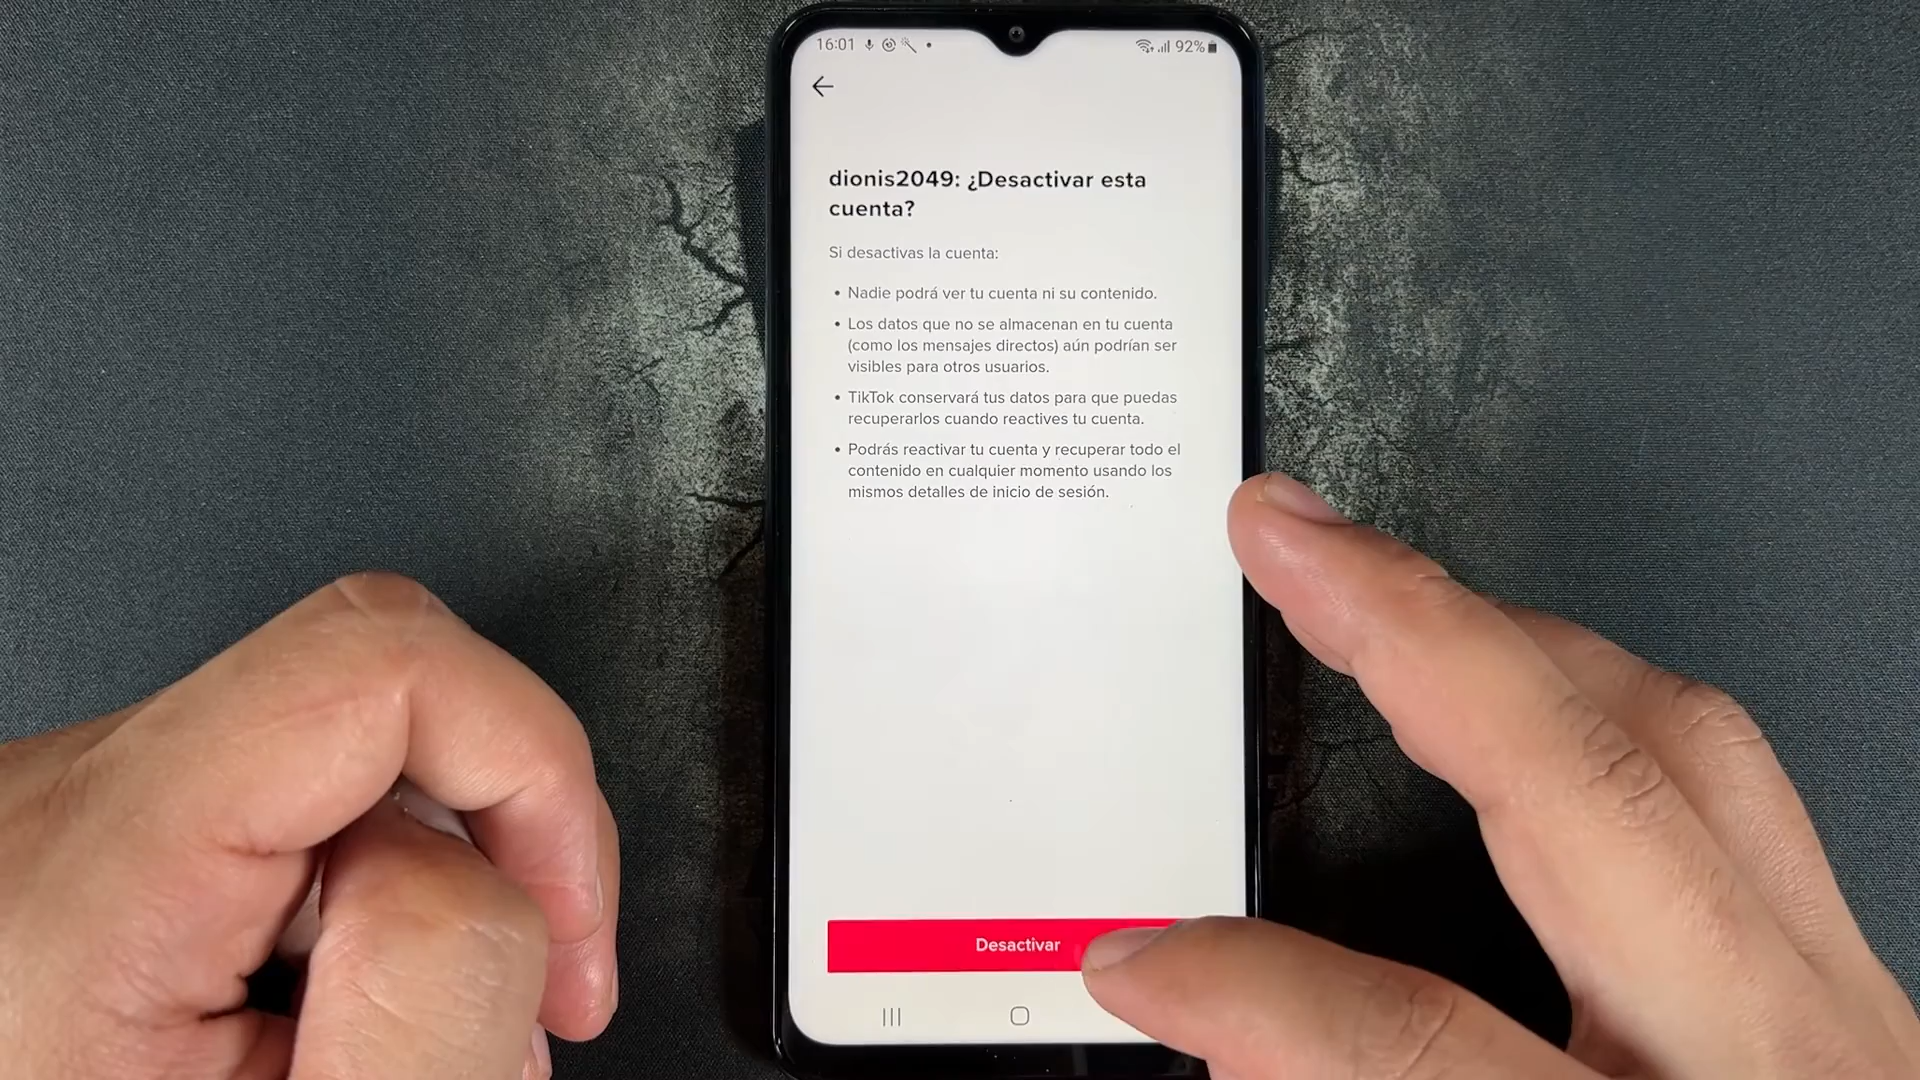 16:01
92%
dionis2049: ¿Desactivar esta
cuenta?
Si desactivas la cuenta:
• Nadie podrá ver tu cuenta ni su contenido.
• Los datos que no se almacenan en tu cuenta
(como los mensajes directos) aún podrían ser
visibles para otros usuarios.
• TikTok conservará tus datos para que puedas
recuperarlos cuando reactives tu cuenta.
• Podrás reactivar tu cuenta y recuperar todo el
contenido en cualquier momento usando los
mismos detalles de inicio de sesión.
Desactivar